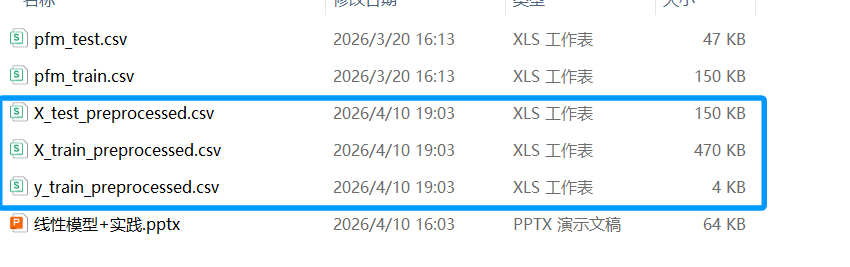 名称 修改日期 类型 大小
pfm_test.csv 2026/3/20 16:13 XLS 工作表 47 KB
pfm_train.csv 2026/3/20 16:13 XLS 工作表 150 KB
X_test_preprocessed.csv 2026/4/10 19:03 XLS 工作表 150 KB
X_train_preprocessed.csv 2026/4/10 19:03 XLS 工作表 470 KB
y_train_preprocessed.csv 2026/4/10 19:03 XLS 工作表 4 KB
线性模型+实践.pptx 2026/4/10 16:03 PPTX 演示文稿 64 KB